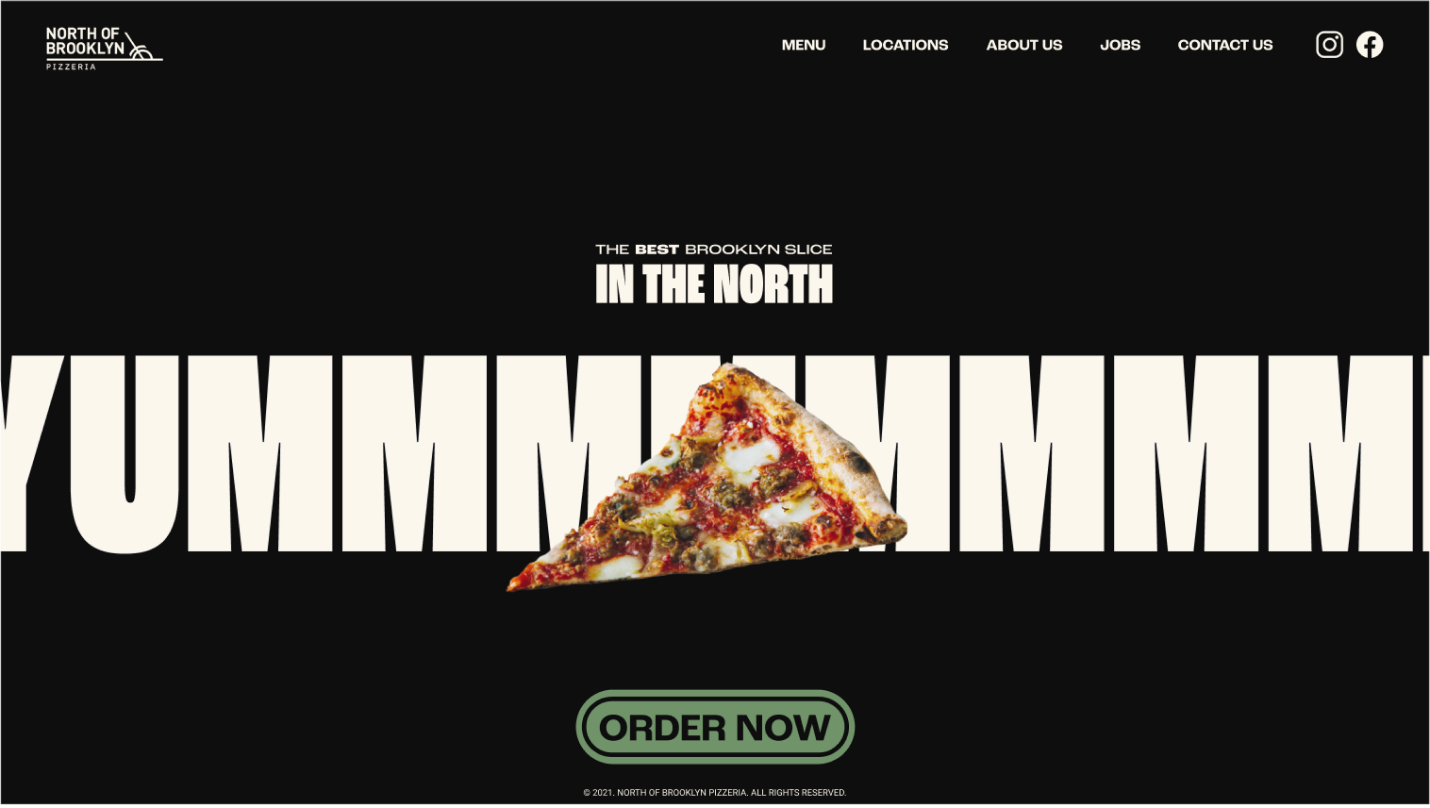 NORTH OF
BROOKLYN
PIZZERIA
MENU LOCATIONS ABOUT US JOBS CONTACT US
THE BEST BROOKLYN SLICE
IN THE NORTH
YUMMMMMMMM
ORDER NOW
© 2021. NORTH OF BROOKLYN PIZZERIA. ALL RIGHTS RESERVED.